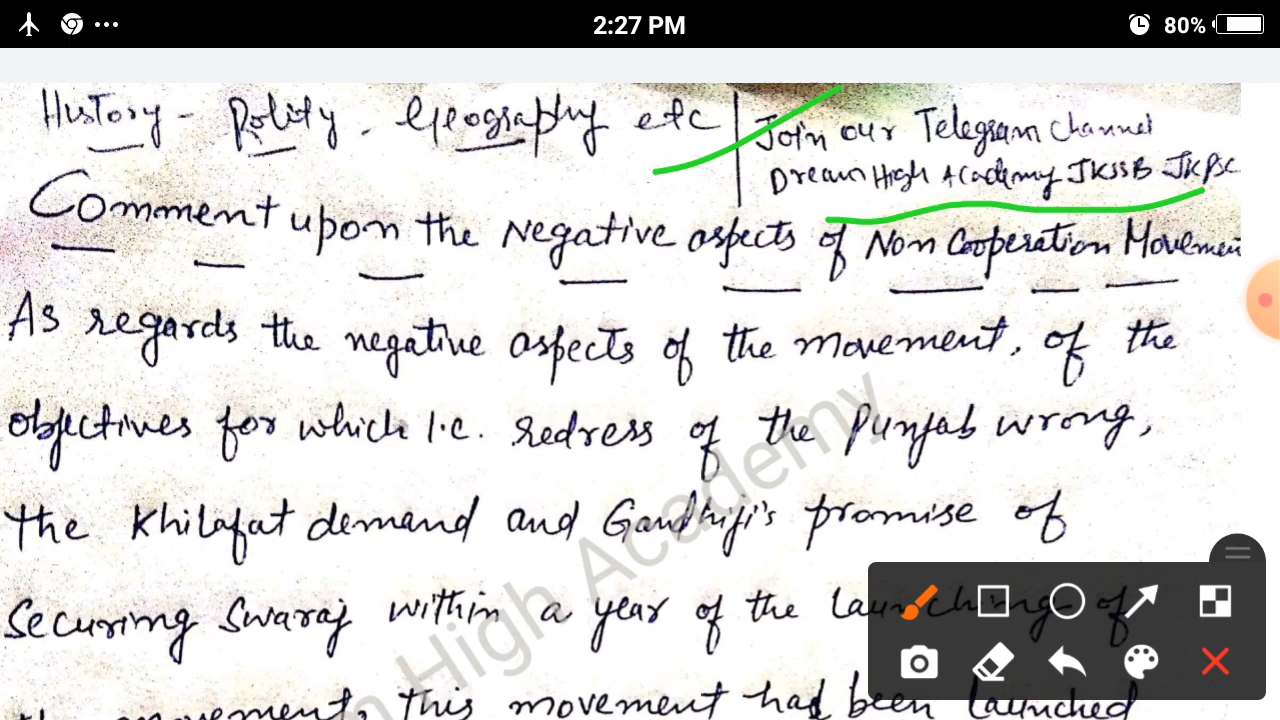 2:27 PM
80%
History - Polity, Geography etc
Join our Telegram Channel
Dream High Academy JKSSB JKPSC
Comment upon the Negative aspects of Non Cooperation Movemen
As regards the negative aspects of the movement, of the
objectives for which i.e. redress of the Punjab wrong,
the Khilafat demand and Gandhiji's promise of
Securing Swaraj within a year of the launching of
the movement, this movement had been launched
High Academy